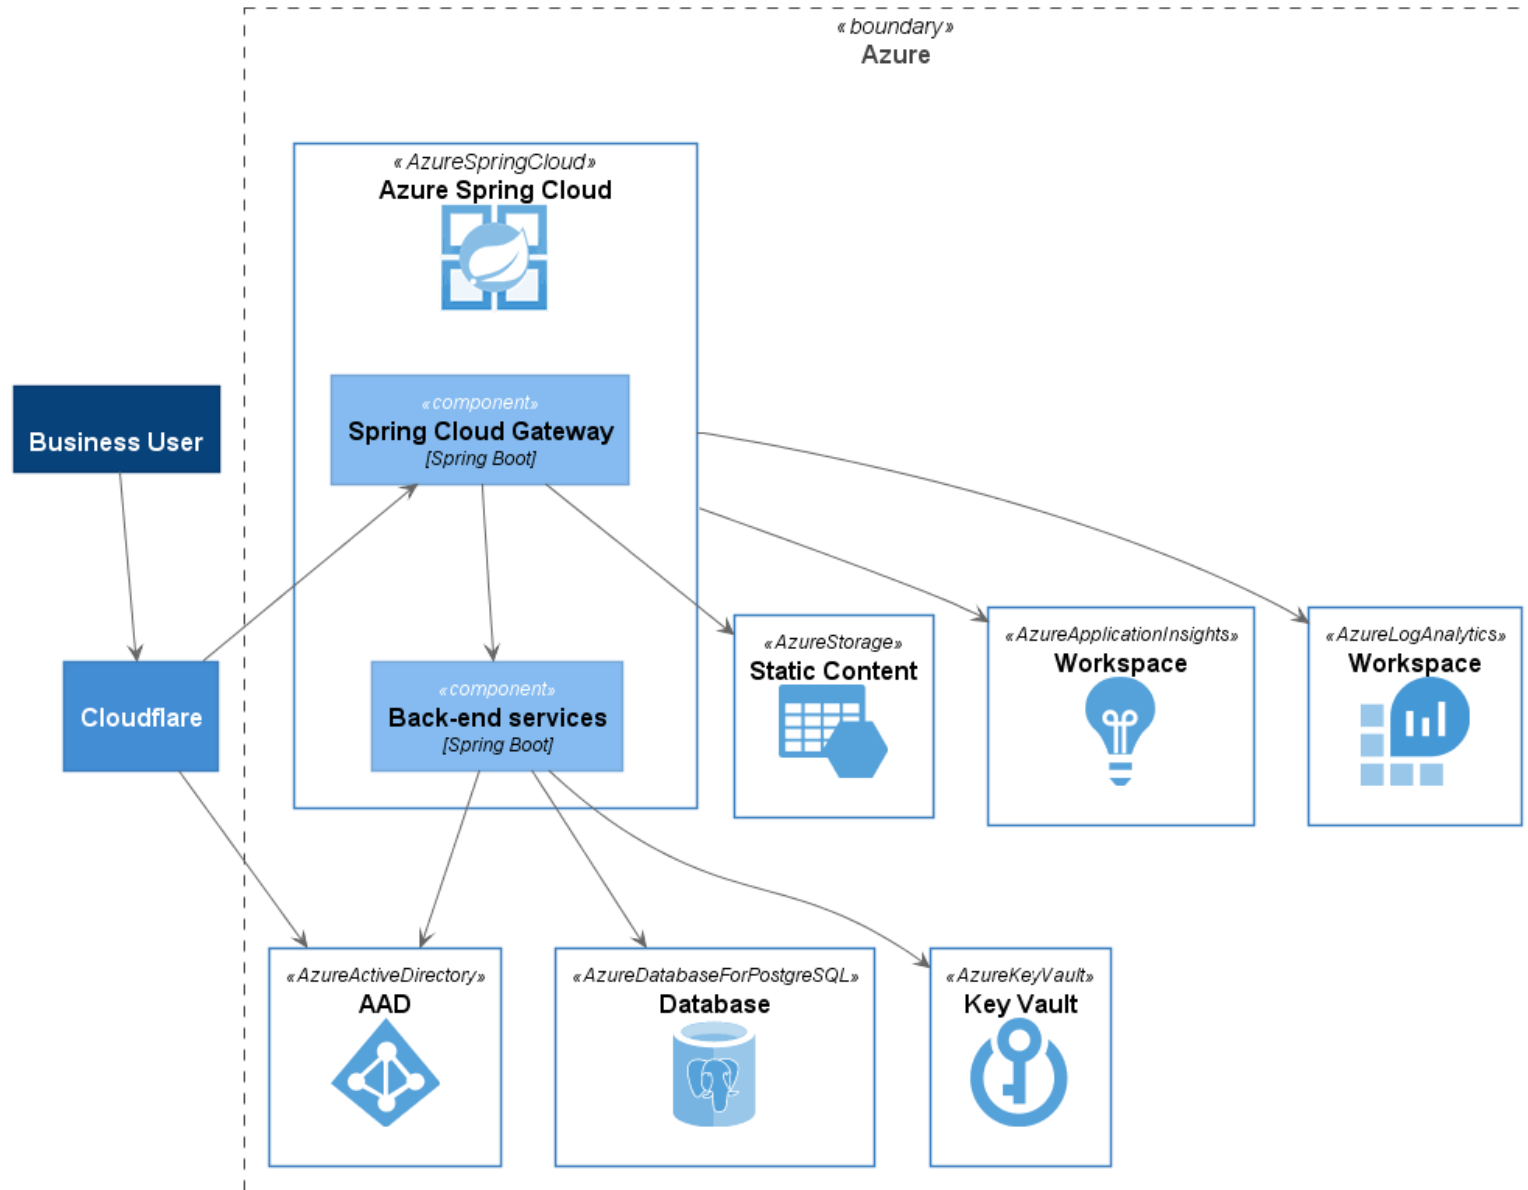 «boundary»
Azure
«AzureSpringCloud»
Azure Spring Cloud
«component»
Spring Cloud Gateway
[Spring Boot]
Business User
«component»
Back-end services
[Spring Boot]
Cloudflare
«AzureStorage»
Static Content
«AzureApplicationInsights»
Workspace
«AzureLogAnalytics»
Workspace
«AzureActiveDirectory»
AAD
«AzureDatabaseForPostgreSQL»
Database
«AzureKeyVault»
Key Vault